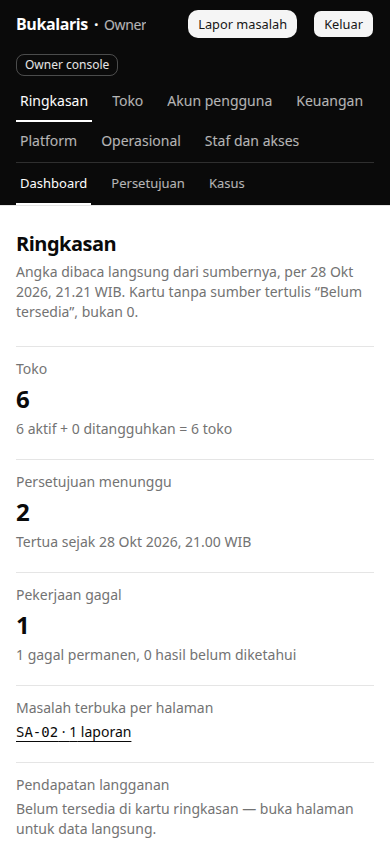 Bukalaris · Owner
Lapor masalah
Keluar
Owner console
Ringkasan Toko Akun pengguna Keuangan
Platform Operasional Staf dan akses
Dashboard Persetujuan Kasus
Ringkasan
Angka dibaca langsung dari sumbernya, per 28 Okt
2026, 21.21 WIB. Kartu tanpa sumber tertulis “Belum
tersedia”, bukan 0.
Toko
6
6 aktif + 0 ditangguhkan = 6 toko
Persetujuan menunggu
2
Tertua sejak 28 Okt 2026, 21.00 WIB
Pekerjaan gagal
1
1 gagal permanen, 0 hasil belum diketahui
Masalah terbuka per halaman
SA-02 · 1 laporan
Pendapatan langganan
Belum tersedia di kartu ringkasan — buka halaman
untuk data langsung.